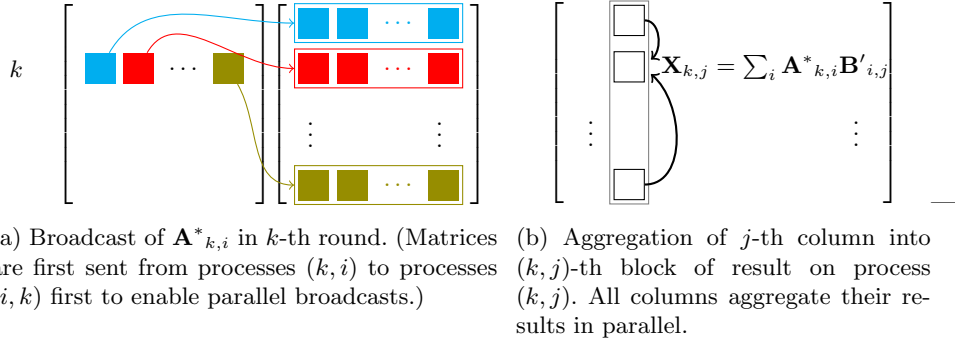 k
⋯
⋯
⋮ ⋮
⋯
X_{k,j} = ∑_i A*_{k,i} B′_{i,j}
⋮ ⋮
a) Broadcast of A*_{k,i} in k-th round. (Matrices
are first sent from processes (k, i) to processes
i, k) first to enable parallel broadcasts.)
(b) Aggregation of j-th column into
(k, j)-th block of result on process
(k, j). All columns aggregate their re-
sults in parallel.